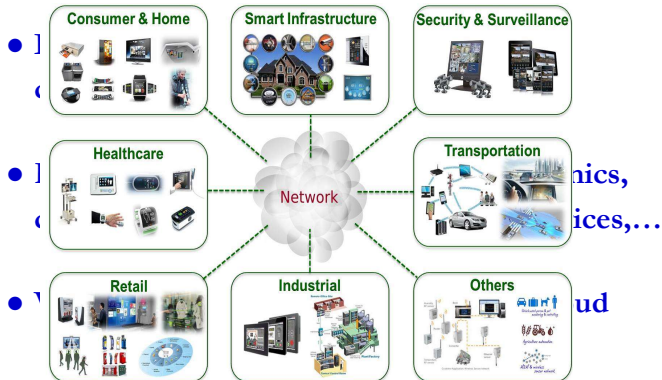 Consumer & Home
Smart Infrastructure
Security & Surveillance
Healthcare
Network
Transportation
nics,
ices,…
Retail
Industrial
Others
ud